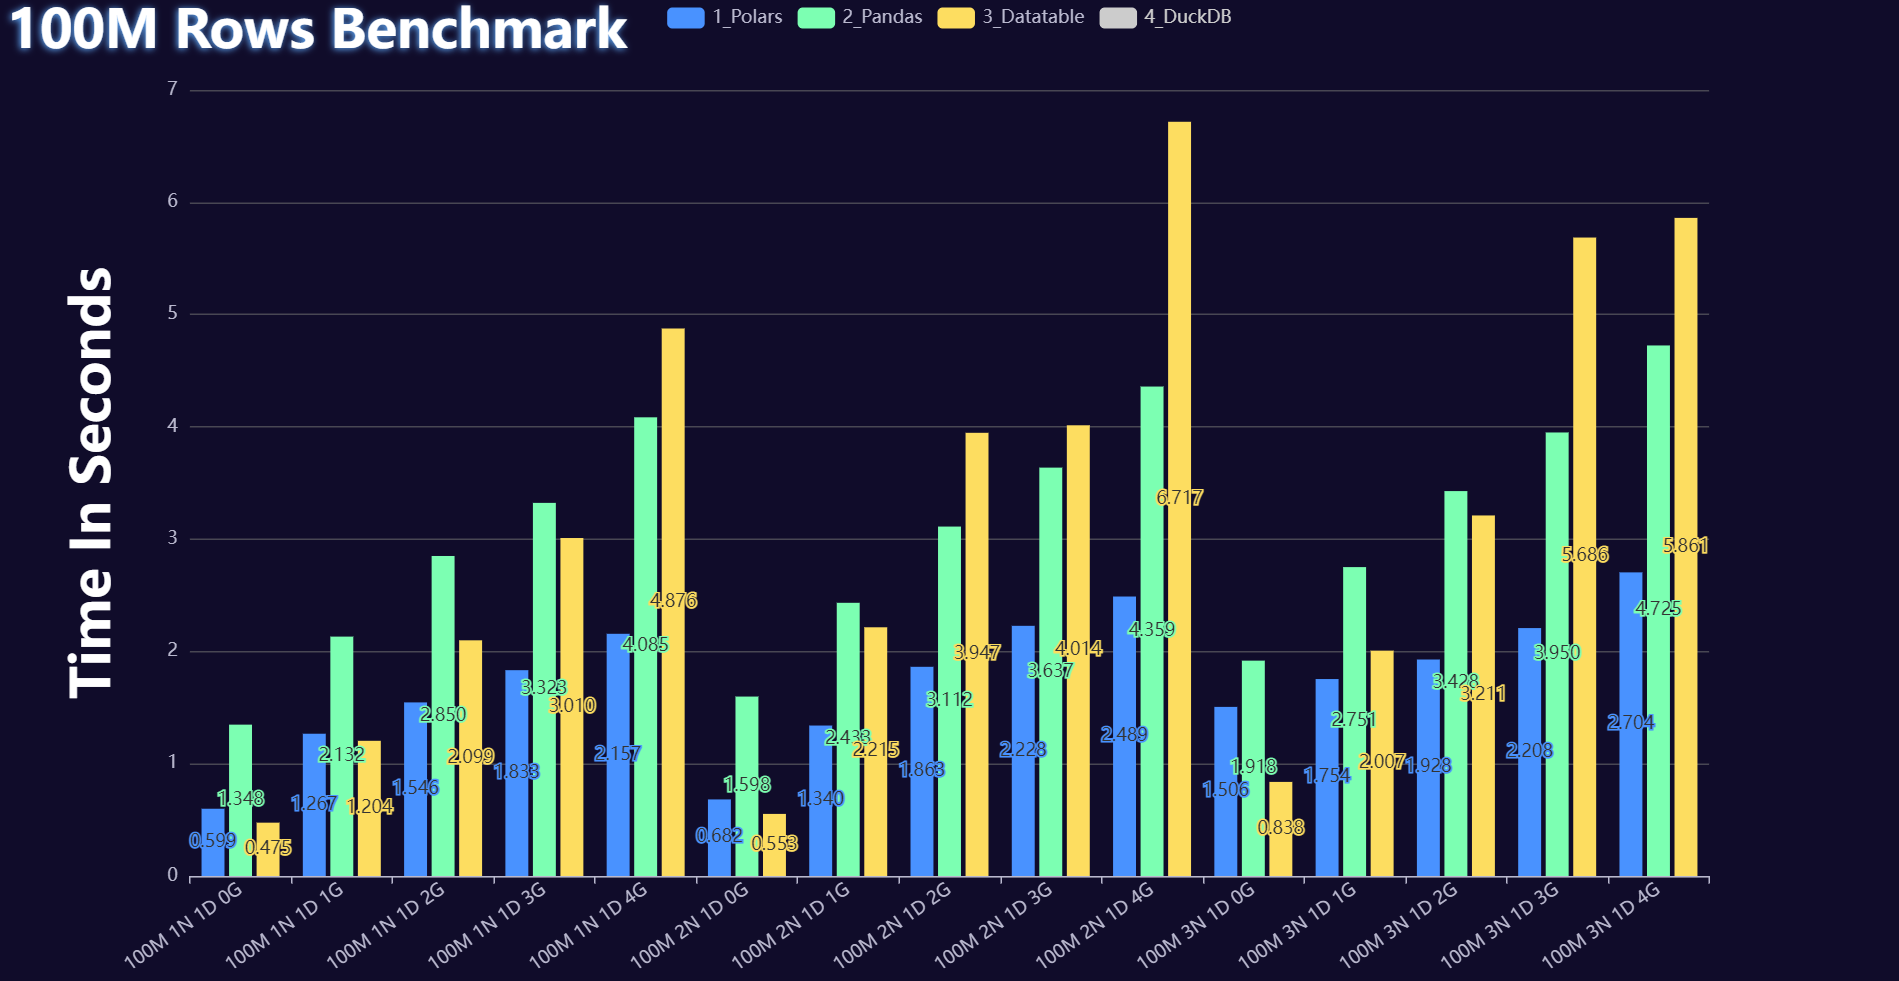 100M Rows Benchmark
1_Polars 2_Pandas 3_Datatable 4_DuckDB
Time In Seconds
7
6
5
4
3
2
1
0
0.599 1.348 0.475
1.267 2.132 1.204
1.546 2.850 2.099
1.833 3.323 3.010
2.157 4.085 4.876
0.682 1.598 0.553
1.340 2.433 2.215
1.863 3.112 3.947
2.228 3.637 4.014
2.489 4.359 6.717
1.506 1.918 0.838
1.754 2.751 2.007
1.928 3.428 3.211
2.208 3.950 5.686
2.704 4.725 5.861
100M 1N 1D 0G
100M 1N 1D 1G
100M 1N 1D 2G
100M 1N 1D 3G
100M 1N 1D 4G
100M 2N 1D 0G
100M 2N 1D 1G
100M 2N 1D 2G
100M 2N 1D 3G
100M 2N 1D 4G
100M 3N 1D 0G
100M 3N 1D 1G
100M 3N 1D 2G
100M 3N 1D 3G
100M 3N 1D 4G